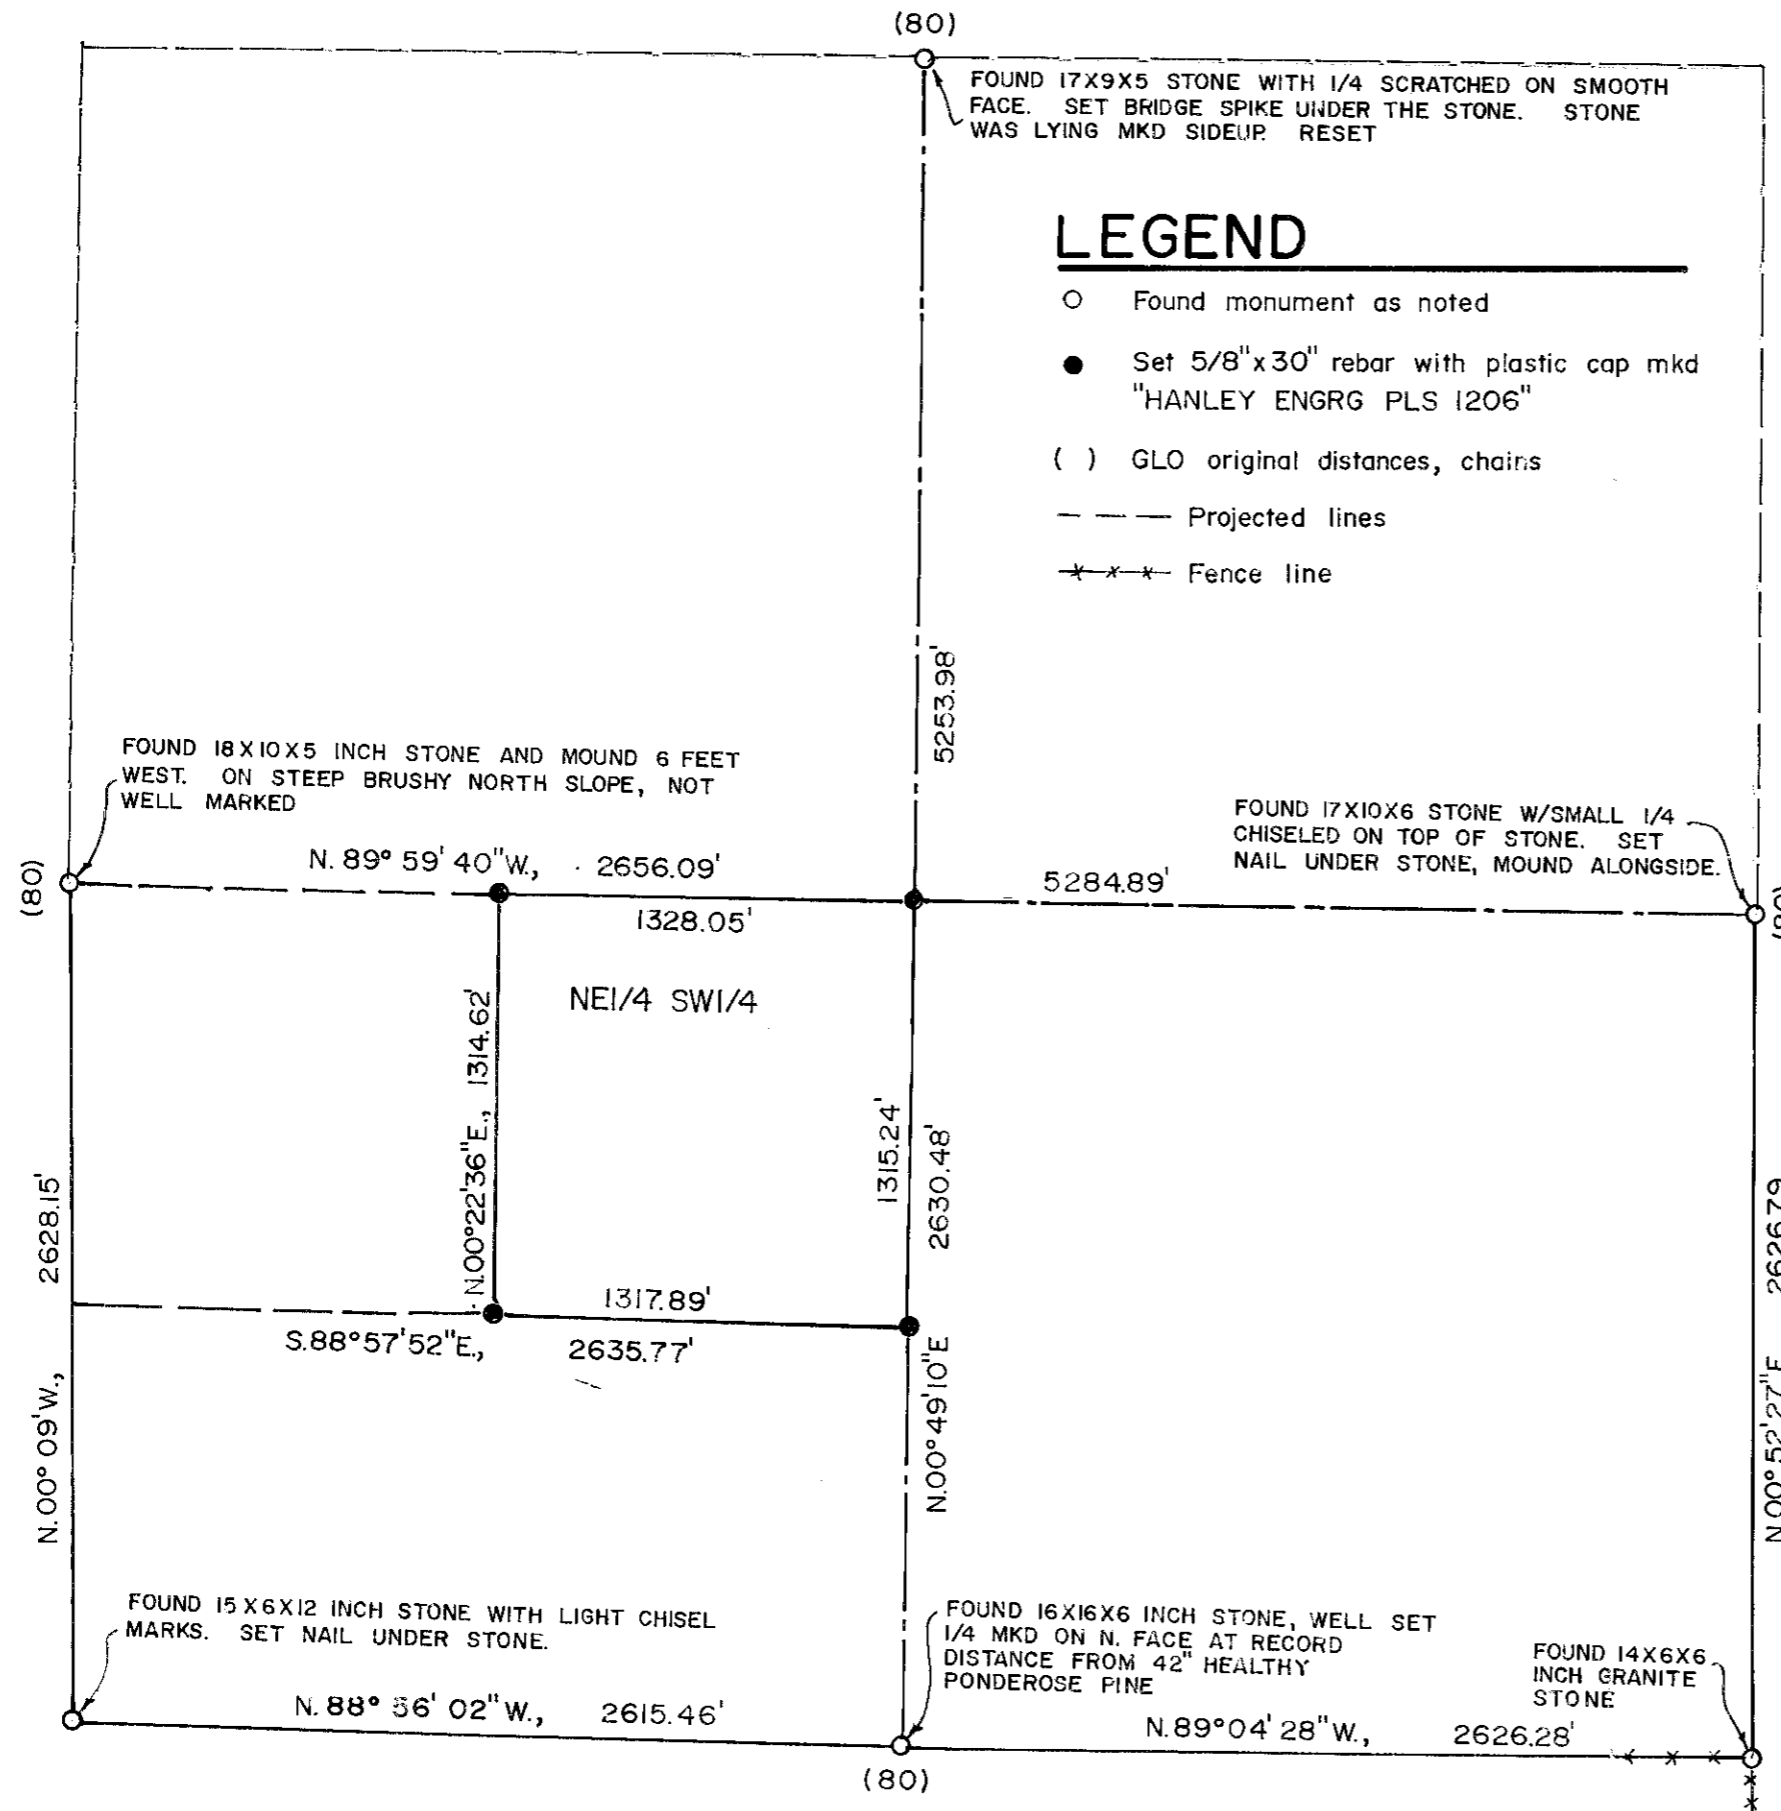 (80)
FOUND 17X9X5 STONE WITH 1/4 SCRATCHED ON SMOOTH
FACE. SET BRIDGE SPIKE UNDER THE STONE. STONE
WAS LYING MKD SIDEUP. RESET
LEGEND
Found monument as noted
Set 5/8"x30" rebar with plastic cap mkd
"HANLEY ENGRG PLS 1206"
( ) GLO original distances, chains
Projected lines
Fence line
5253.98'
FOUND 18X10X5 INCH STONE AND MOUND 6 FEET
WEST. ON STEEP BRUSHY NORTH SLOPE, NOT
WELL MARKED
FOUND 17X10X6 STONE W/SMALL 1/4
CHISELED ON TOP OF STONE. SET
NAIL UNDER STONE, MOUND ALONGSIDE.
(80)
N. 89° 59' 40"W., 2656.09'
5284.89'
1328.05'
NE1/4 SW1/4
N.00°22'36"E., 1314.62'
1315.24'
2630.48'
N.00°49'10"E
2628.15'
N.00° 09'W.,
1317.89'
S.88°57'52"E., 2635.77'
2626.79
N.00°52'27"E
FOUND 15X6X12 INCH STONE WITH LIGHT CHISEL
MARKS. SET NAIL UNDER STONE.
FOUND 16X16X6 INCH STONE, WELL SET
1/4 MKD ON N. FACE AT RECORD
DISTANCE FROM 42" HEALTHY
PONDEROSE PINE
FOUND 14X6X6
INCH GRANITE
STONE
N. 88° 56' 02"W., 2615.46'
N.89°04'28"W., 2626.28'
(80)